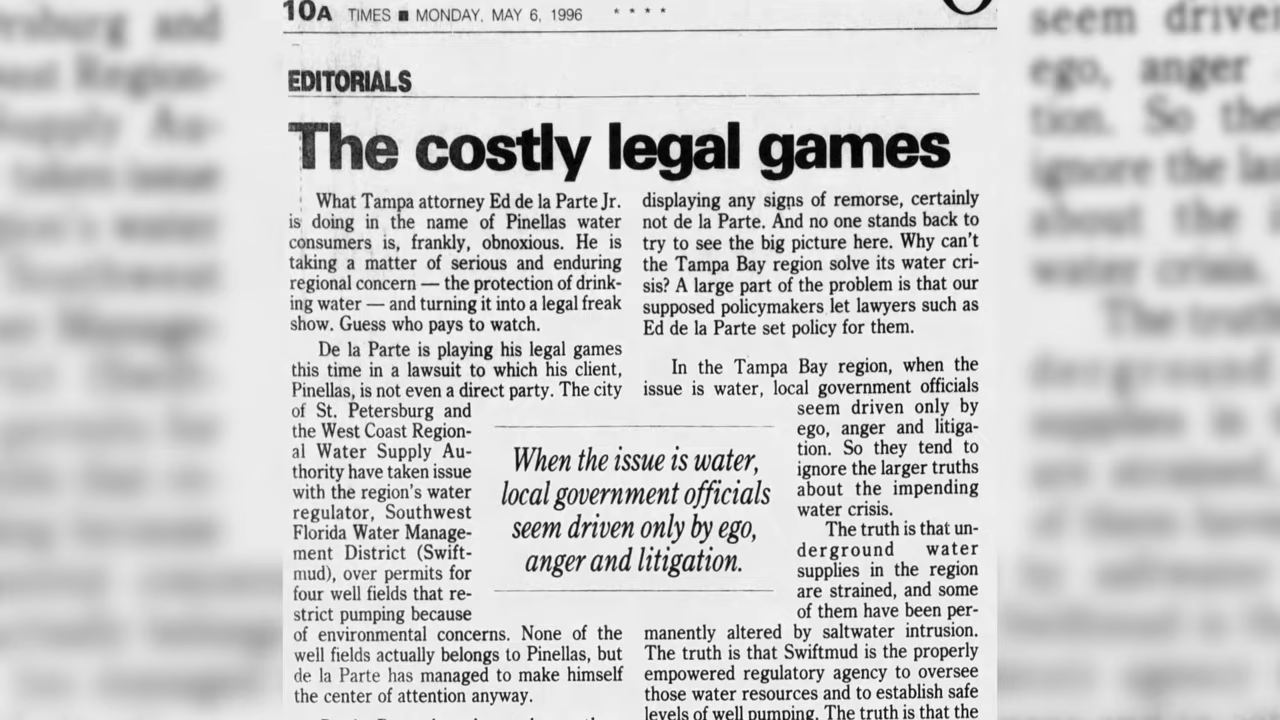 10A TIMES ■ MONDAY, MAY 6, 1996 * * * *
EDITORIALS
The costly legal games
What Tampa attorney Ed de la Parte Jr.
is doing in the name of Pinellas water
consumers is, frankly, obnoxious. He is
taking a matter of serious and enduring
regional concern — the protection of drink-
ing water — and turning it into a legal freak
show. Guess who pays to watch.
De la Parte is playing his legal games
this time in a lawsuit to which his client,
Pinellas, is not even a direct party. The city
of St. Petersburg and
the West Coast Region-
al Water Supply Au-
thority have taken issue
with the region's water
regulator, Southwest
Florida Water Manage-
ment District (Swift-
mud), over permits for
four well fields that re-
strict pumping because
of environmental concerns. None of the
well fields actually belongs to Pinellas, but
de la Parte has managed to make himself
the center of attention anyway.
When the issue is water,
local government officials
seem driven only by ego,
anger and litigation.
displaying any signs of remorse, certainly
not de la Parte. And no one stands back to
try to see the big picture here. Why can't
the Tampa Bay region solve its water cri-
sis? A large part of the problem is that our
supposed policymakers let lawyers such as
Ed de la Parte set policy for them.
In the Tampa Bay region, when the
issue is water, local government officials
seem driven only by
ego, anger and litiga-
tion. So they tend to
ignore the larger truths
about the impending
water crisis.
The truth is that un-
derground water
supplies in the region
are strained, and some
of them have been per-
manently altered by saltwater intrusion.
The truth is that Swiftmud is the properly
empowered regulatory agency to oversee
those water resources and to establish safe
levels of well pumping. The truth is that the